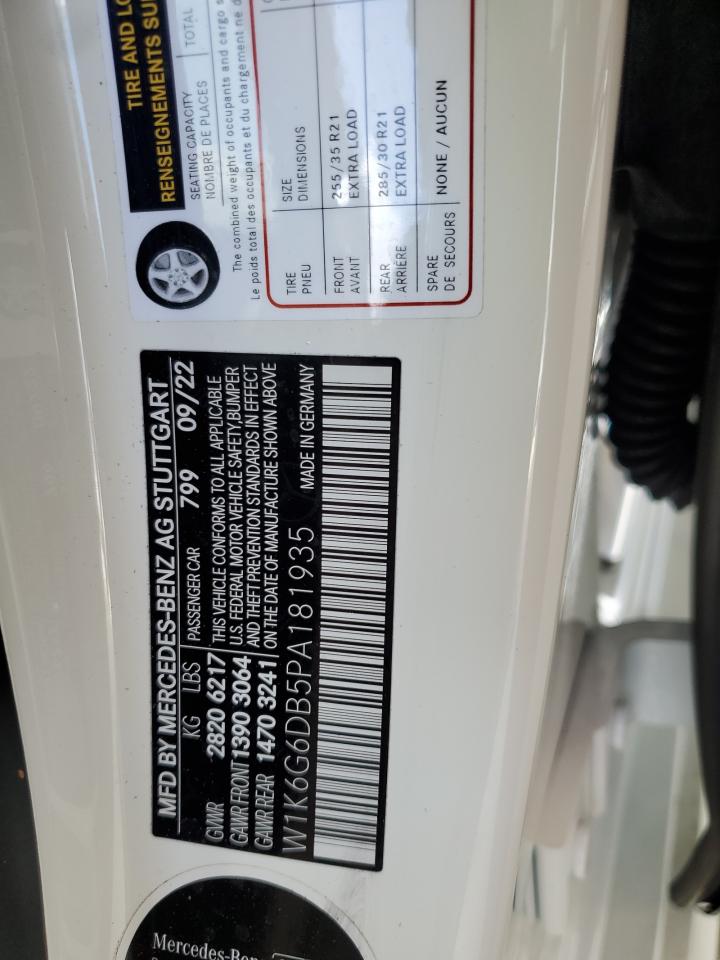 TIRE AND LO
RENSEIGNEMENTS SU
SEATING CAPACITY
NOMBRE DE PLACES
TOTAL
The combined weight of occupants and cargo s
Le poids total des occupants et du chargement ne d
TIRE
PNEU
SIZE
DIMENSIONS
FRONT
AVANT
255/35 R21
EXTRA LOAD
REAR
ARRIÈRE
285/30 R21
EXTRA LOAD
SPARE
DE SECOURS
NONE / AUCUN
MFD BY MERCEDES-BENZ AG STUTTGART
KG LBS PASSENGER CAR 799 09/22
GVWR 2820 6217
GAWR FRONT 1390 3064
GAWR REAR 1470 3241
THIS VEHICLE CONFORMS TO ALL APPLICABLE
U.S. FEDERAL MOTOR VEHICLE SAFETY,BUMPER
AND THEFT PREVENTION STANDARDS IN EFFECT
ON THE DATE OF MANUFACTURE SHOWN ABOVE
W1K6G6DB5PA181935 MADE IN GERMANY
Mercedes-Ben